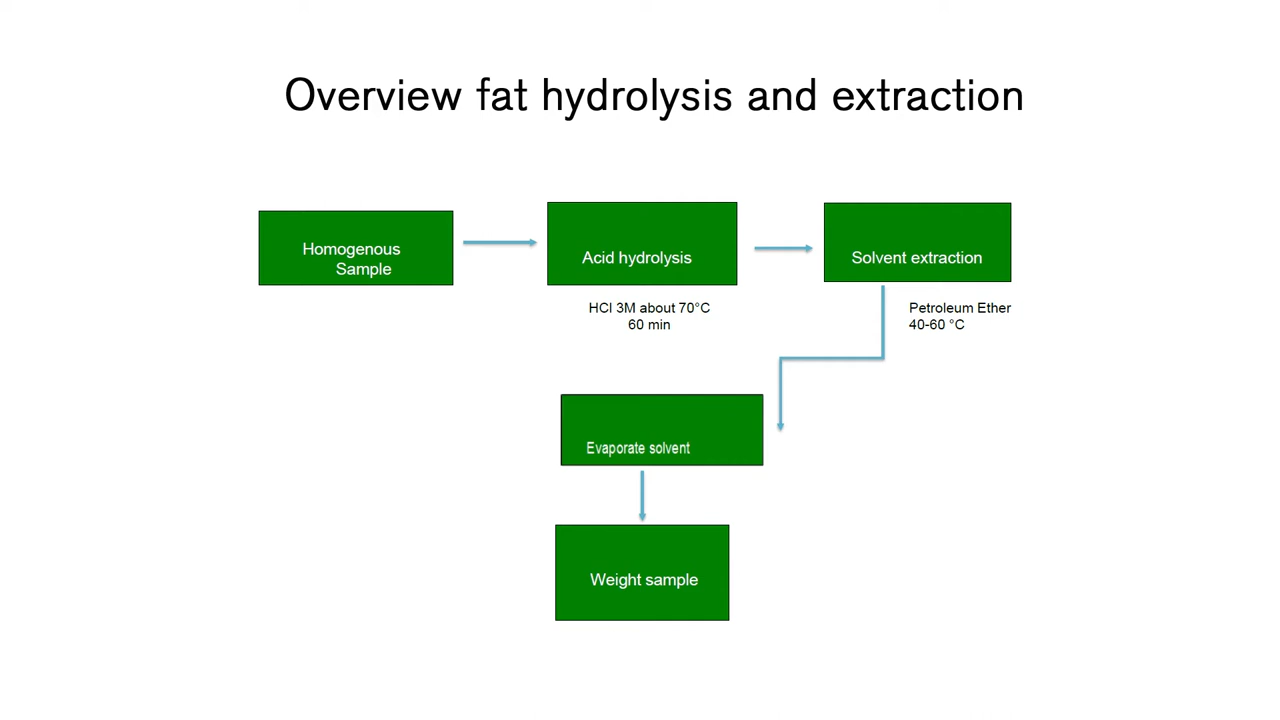 Overview fat hydrolysis and extraction
Homogenous
Sample
Acid hydrolysis
Solvent extraction
HCl 3M about 70°C
60 min
Petroleum Ether
40-60 °C
Evaporate solvent
Weight sample